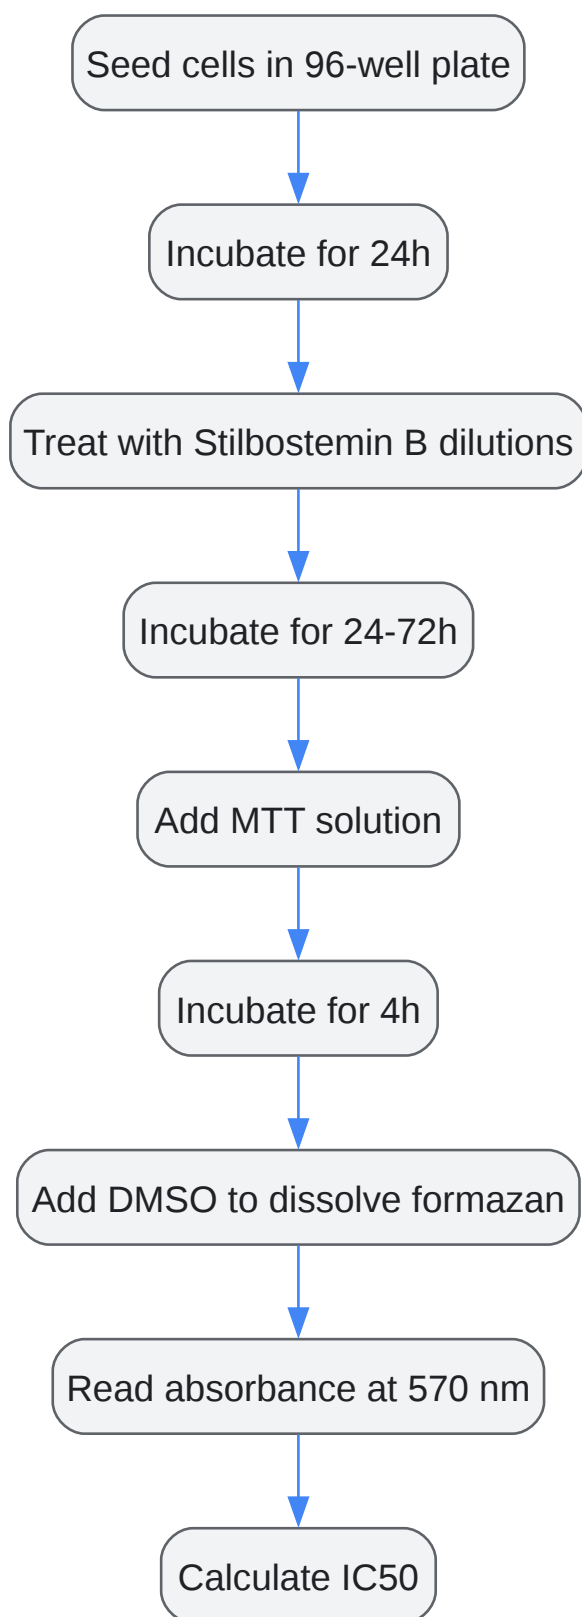 Seed cells in 96-well plate
Incubate for 24h
Treat with Stilbostemin B dilutions
Incubate for 24-72h
Add MTT solution
Incubate for 4h
Add DMSO to dissolve formazan
Read absorbance at 570 nm
Calculate IC50